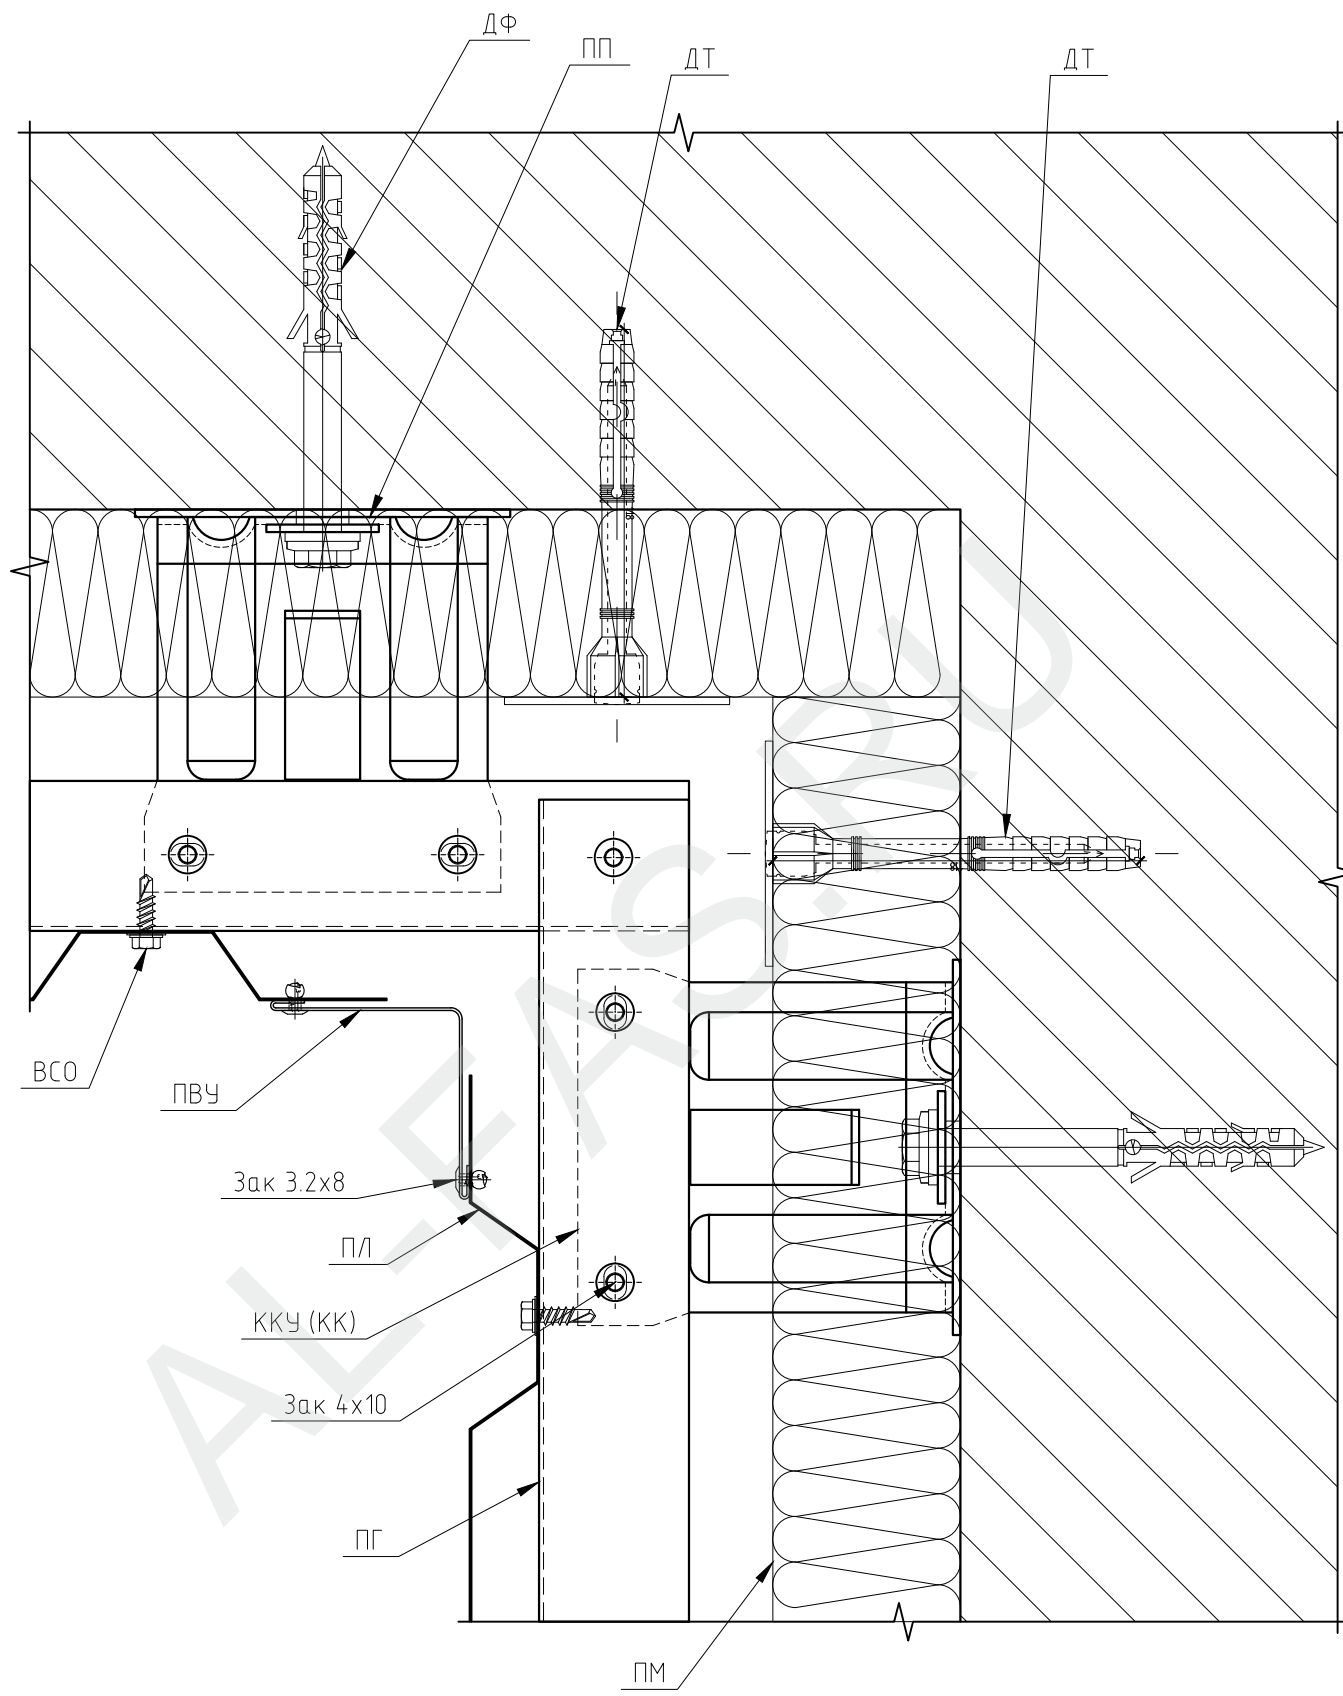 ДФ
ПП
ДТ
ДТ
ВСО
ПВУ
Зак 3.2х8
ПЛ
ККУ (КК)
Зак 4х10
ПГ
ПМ
AL-FAS.RU